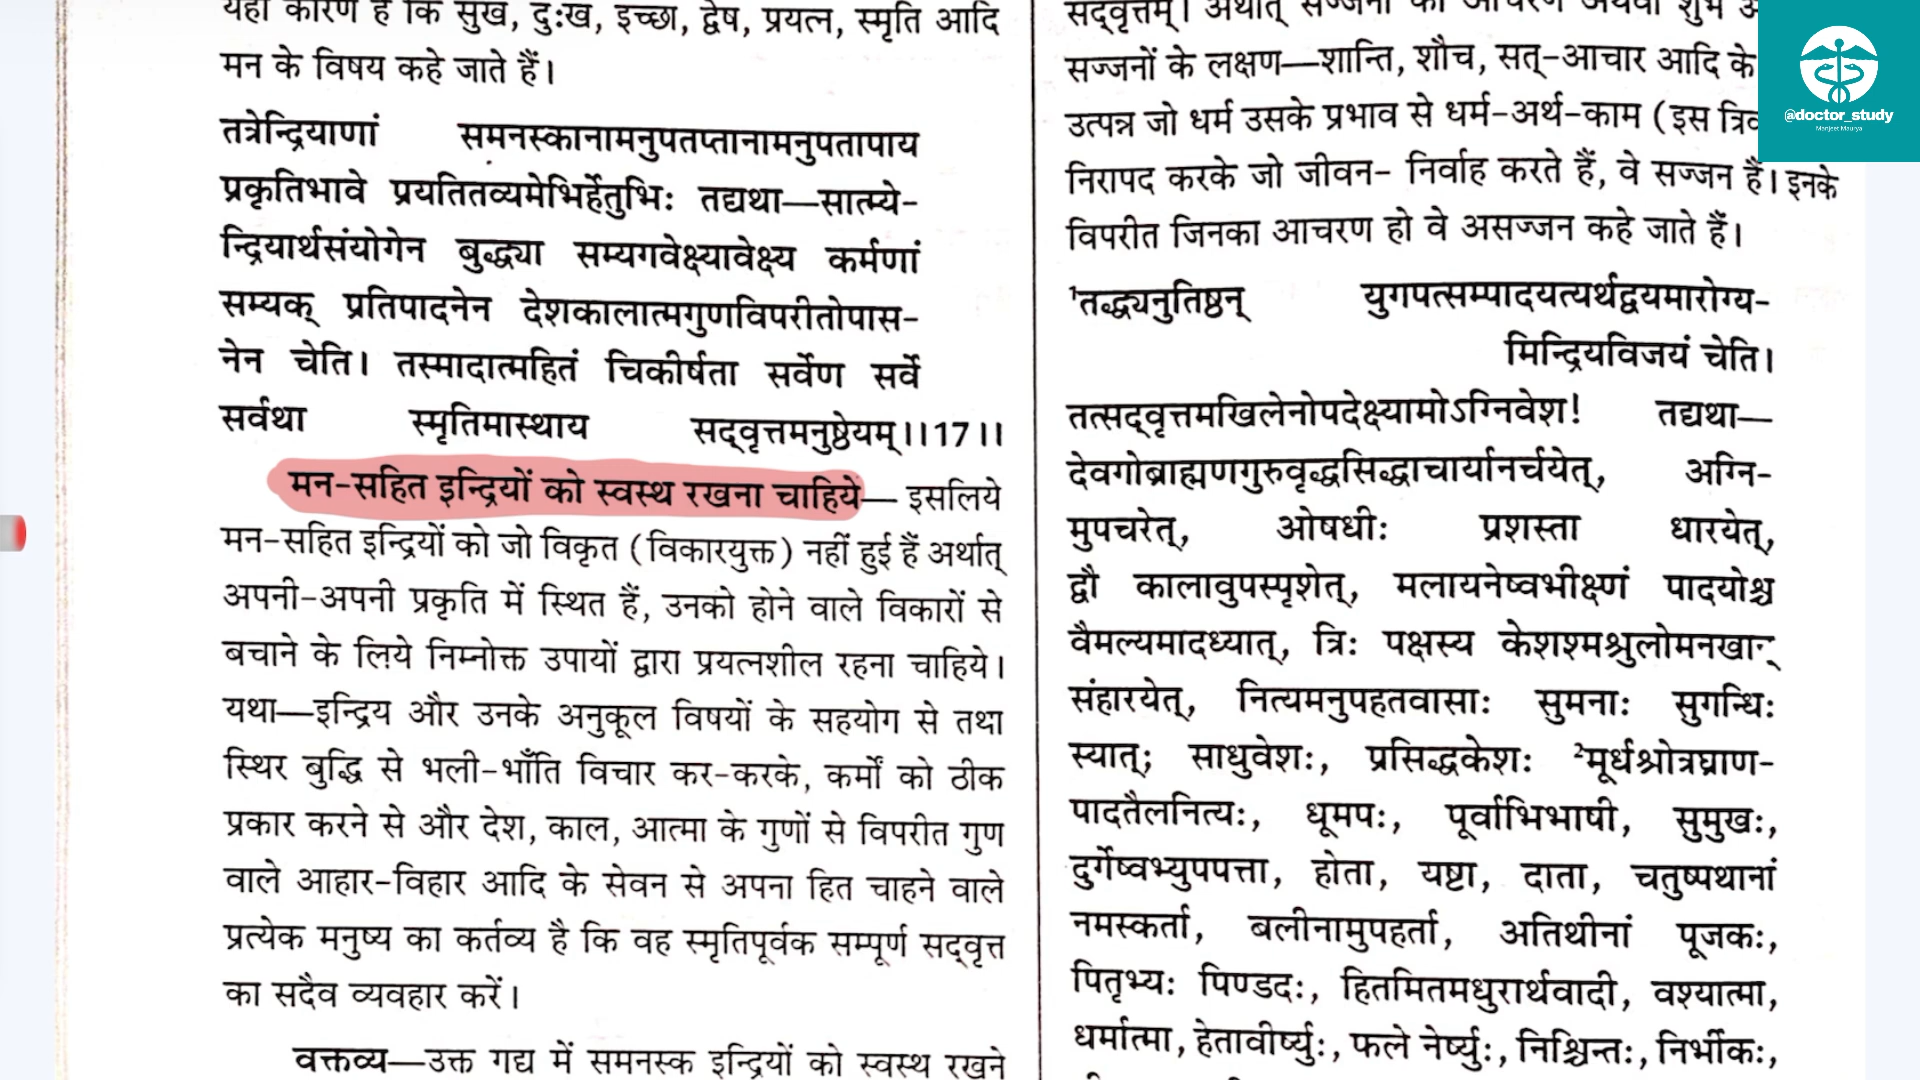 यही कारण है कि सुख, दुःख, इच्छा, द्वेष, प्रयत्न, स्मृति आदि
मन के विषय कहे जाते हैं।
तत्रेन्द्रियाणां समनस्कानामनुपतप्तानामनुपतापाय
प्रकृतिभावे प्रयतितव्यमेभिर्हेतुभिः तद्यथा—सात्म्ये-
न्द्रियार्थसंयोगेन बुद्ध्या सम्यगवेक्ष्यावेक्ष्य कर्मणां
सम्यक् प्रतिपादनेन देशकालात्मगुणविपरीतोपास-
नेन चेति। तस्मादात्महितं चिकीर्षता सर्वेण सर्वे
सर्वथा स्मृतिमास्थाय सद्वृत्तमनुष्ठेयम्।।17।।
मन-सहित इन्द्रियों को स्वस्थ रखना चाहिये— इसलिये
मन-सहित इन्द्रियों को जो विकृत (विकारयुक्त) नहीं हुई हैं अर्थात्
अपनी-अपनी प्रकृति में स्थित हैं, उनको होने वाले विकारों से
बचाने के लिये निम्नोक्त उपायों द्वारा प्रयत्नशील रहना चाहिये।
यथा—इन्द्रिय और उनके अनुकूल विषयों के सहयोग से तथा
स्थिर बुद्धि से भली-भाँति विचार कर-करके, कर्मों को ठीक
प्रकार करने से और देश, काल, आत्मा के गुणों से विपरीत गुण
वाले आहार-विहार आदि के सेवन से अपना हित चाहने वाले
प्रत्येक मनुष्य का कर्तव्य है कि वह स्मृतिपूर्वक सम्पूर्ण सद्वृत्त
का सदैव व्यवहार करें।
वक्तव्य—उक्त गद्य में समनस्क इन्द्रियों को स्वस्थ रखने
सद्वृत्तम्। अर्थात् सज्जनों का आचरण अथवा शुभ
सज्जनों के लक्षण—शान्ति, शौच, सत्-आचार आदि के
उत्पन्न जो धर्म उसके प्रभाव से धर्म-अर्थ-काम (इस
निरापद करके जो जीवन- निर्वाह करते हैं, वे सज्जन हैं। इनके
विपरीत जिनका आचरण हो वे असज्जन कहे जाते हैं।
¹तद्ध्यनुतिष्ठन् युगपत्सम्पादयत्यर्थद्वयमारोग्य-
मिन्द्रियविजयं चेति।
तत्सद्वृत्तमखिलेनोपदेक्ष्यामोऽग्निवेश! तद्यथा—
देवगोब्राह्मणगुरुवृद्धसिद्धाचार्यानर्चयेत्, अग्नि-
मुपचरेत्, ओषधीः प्रशस्ता धारयेत्,
द्वौ कालावुपस्पृशेत्, मलायनेष्वभीक्ष्णं पादयोश्च
वैमल्यमादध्यात्, त्रिः पक्षस्य केशश्मश्रुलोमनखान्
संहारयेत्, नित्यमनुपहतवासाः सुमनाः सुगन्धिः
स्यात्; साधुवेशः, प्रसिद्धकेशः ²मूर्धश्रोत्रघ्राण-
पादतैलनित्यः, धूमपः, पूर्वाभिभाषी, सुमुखः,
दुर्गेष्वभ्युपपत्ता, होता, यष्टा, दाता, चतुष्पथानां
नमस्कर्ता, बलीनामुपहर्ता, अतिथीनां पूजकः,
पितृभ्यः पिण्डदः, हितमितमधुरार्थवादी, वश्यात्मा,
धर्मात्मा, हेतावीर्ष्युः, फले नेर्ष्युः, निश्चिन्तः, निर्भीकः,
@doctor_study
Manjeet Maurya